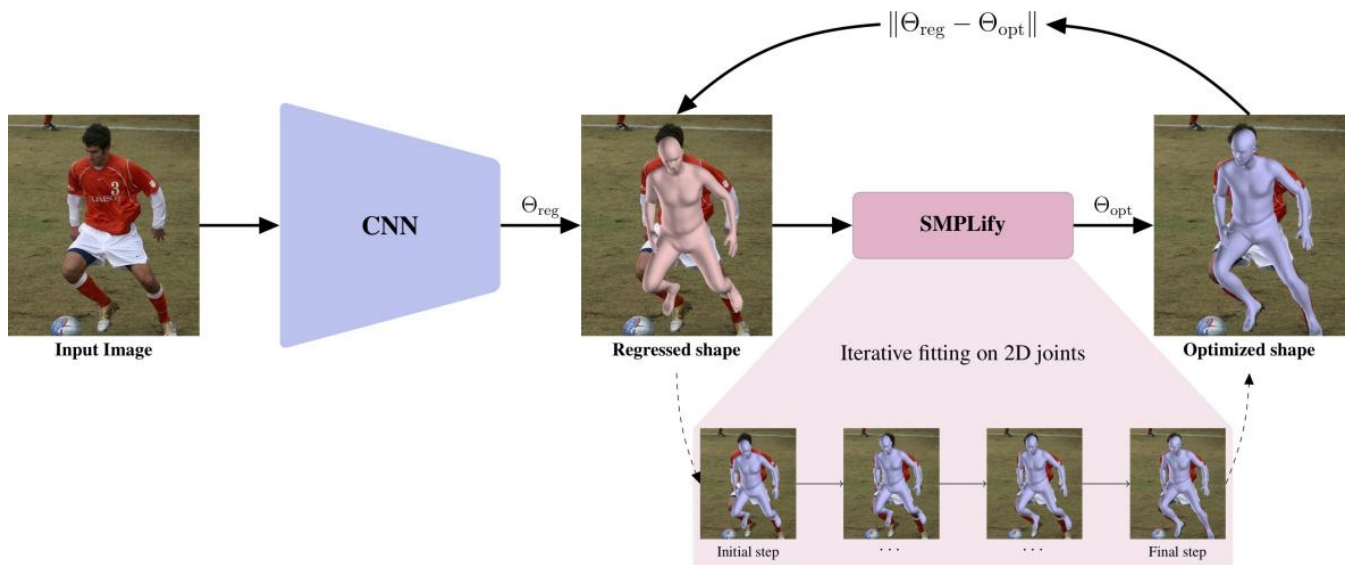 ‖Θreg − Θopt‖
3
CNN
Θreg
SMPLify
Θopt
Input Image
Regressed shape
Iterative fitting on 2D joints
Optimized shape
Initial step
. . .
. . .
Final step